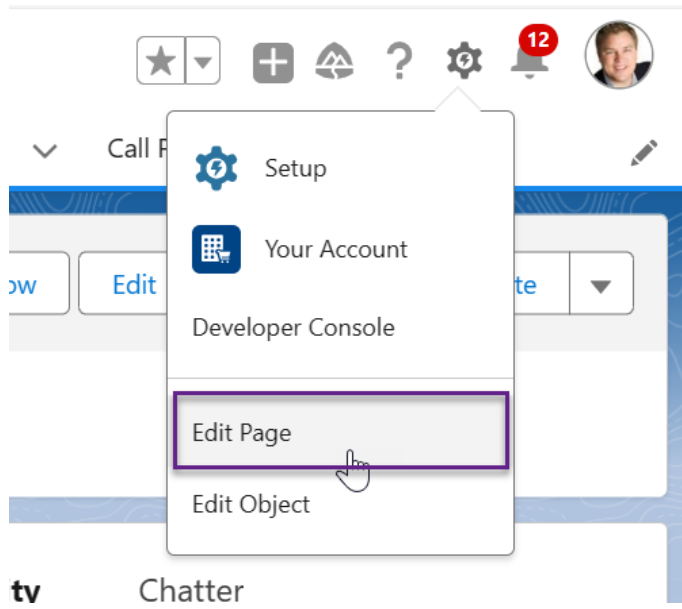 12
Call
Setup
Your Account
Edit
Developer Console
Edit Page
Edit Object
Chatter